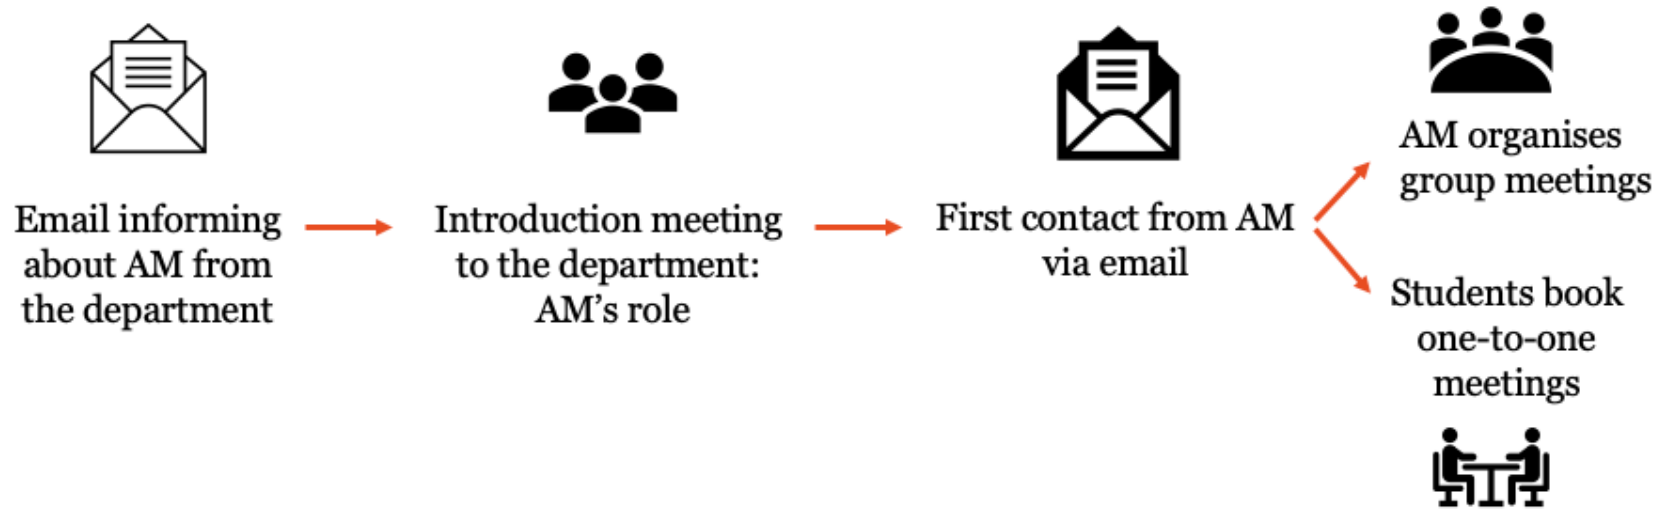 Email informing
about AM from
the department
Introduction meeting
to the department:
AM’s role
First contact from AM
via email
AM organises
group meetings
Students book
one-to-one
meetings